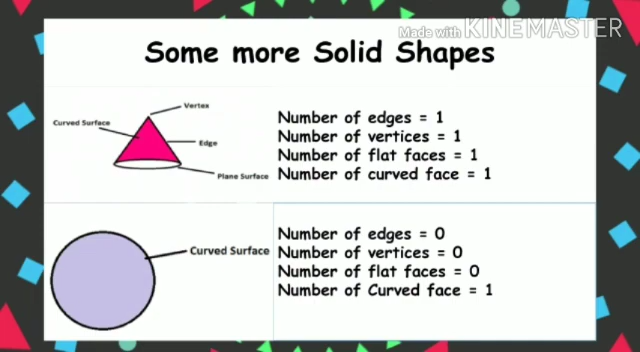 Made with KINEMASTER
Some more Solid Shapes
Vertex
Curved Surface
Edge
Plane Surface
Number of edges = 1
Number of vertices = 1
Number of flat faces = 1
Number of curved face = 1
Curved Surface
Number of edges = 0
Number of vertices = 0
Number of flat faces = 0
Number of Curved face = 1